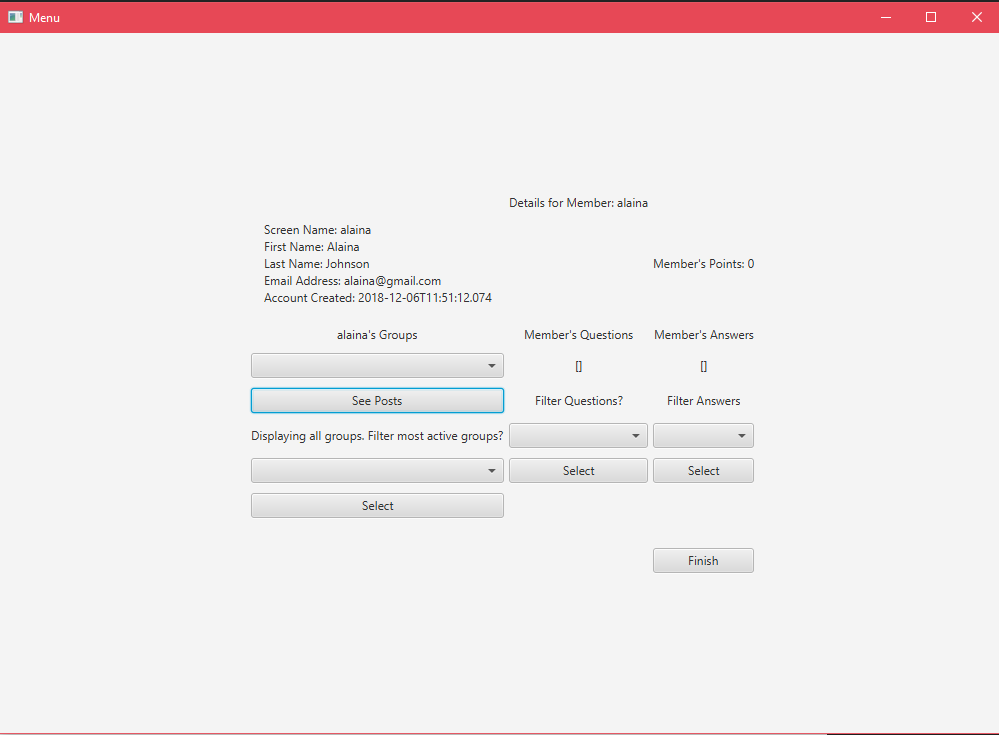 Menu
Details for Member: alaina
Screen Name: alaina
First Name: Alaina
Last Name: Johnson
Email Address: alaina@gmail.com
Account Created: 2018-12-06T11:51:12.074
Member's Points: 0
alaina's Groups
Member's Questions
Member's Answers
[]
[]
See Posts
Filter Questions?
Filter Answers
Displaying all groups. Filter most active groups?
Select
Select
Select
Finish